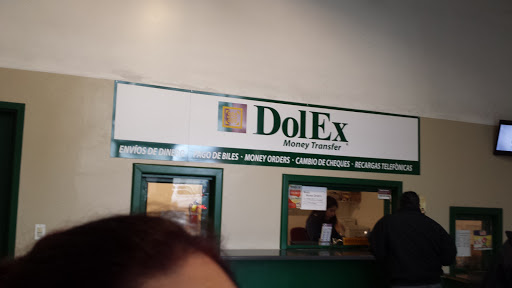 DolEx
Money Transfer
ENVÍOS DE DINERO · PAGO DE BILES · MONEY ORDERS · CAMBIO DE CHEQUES · RECARGAS TELEFÓNICAS